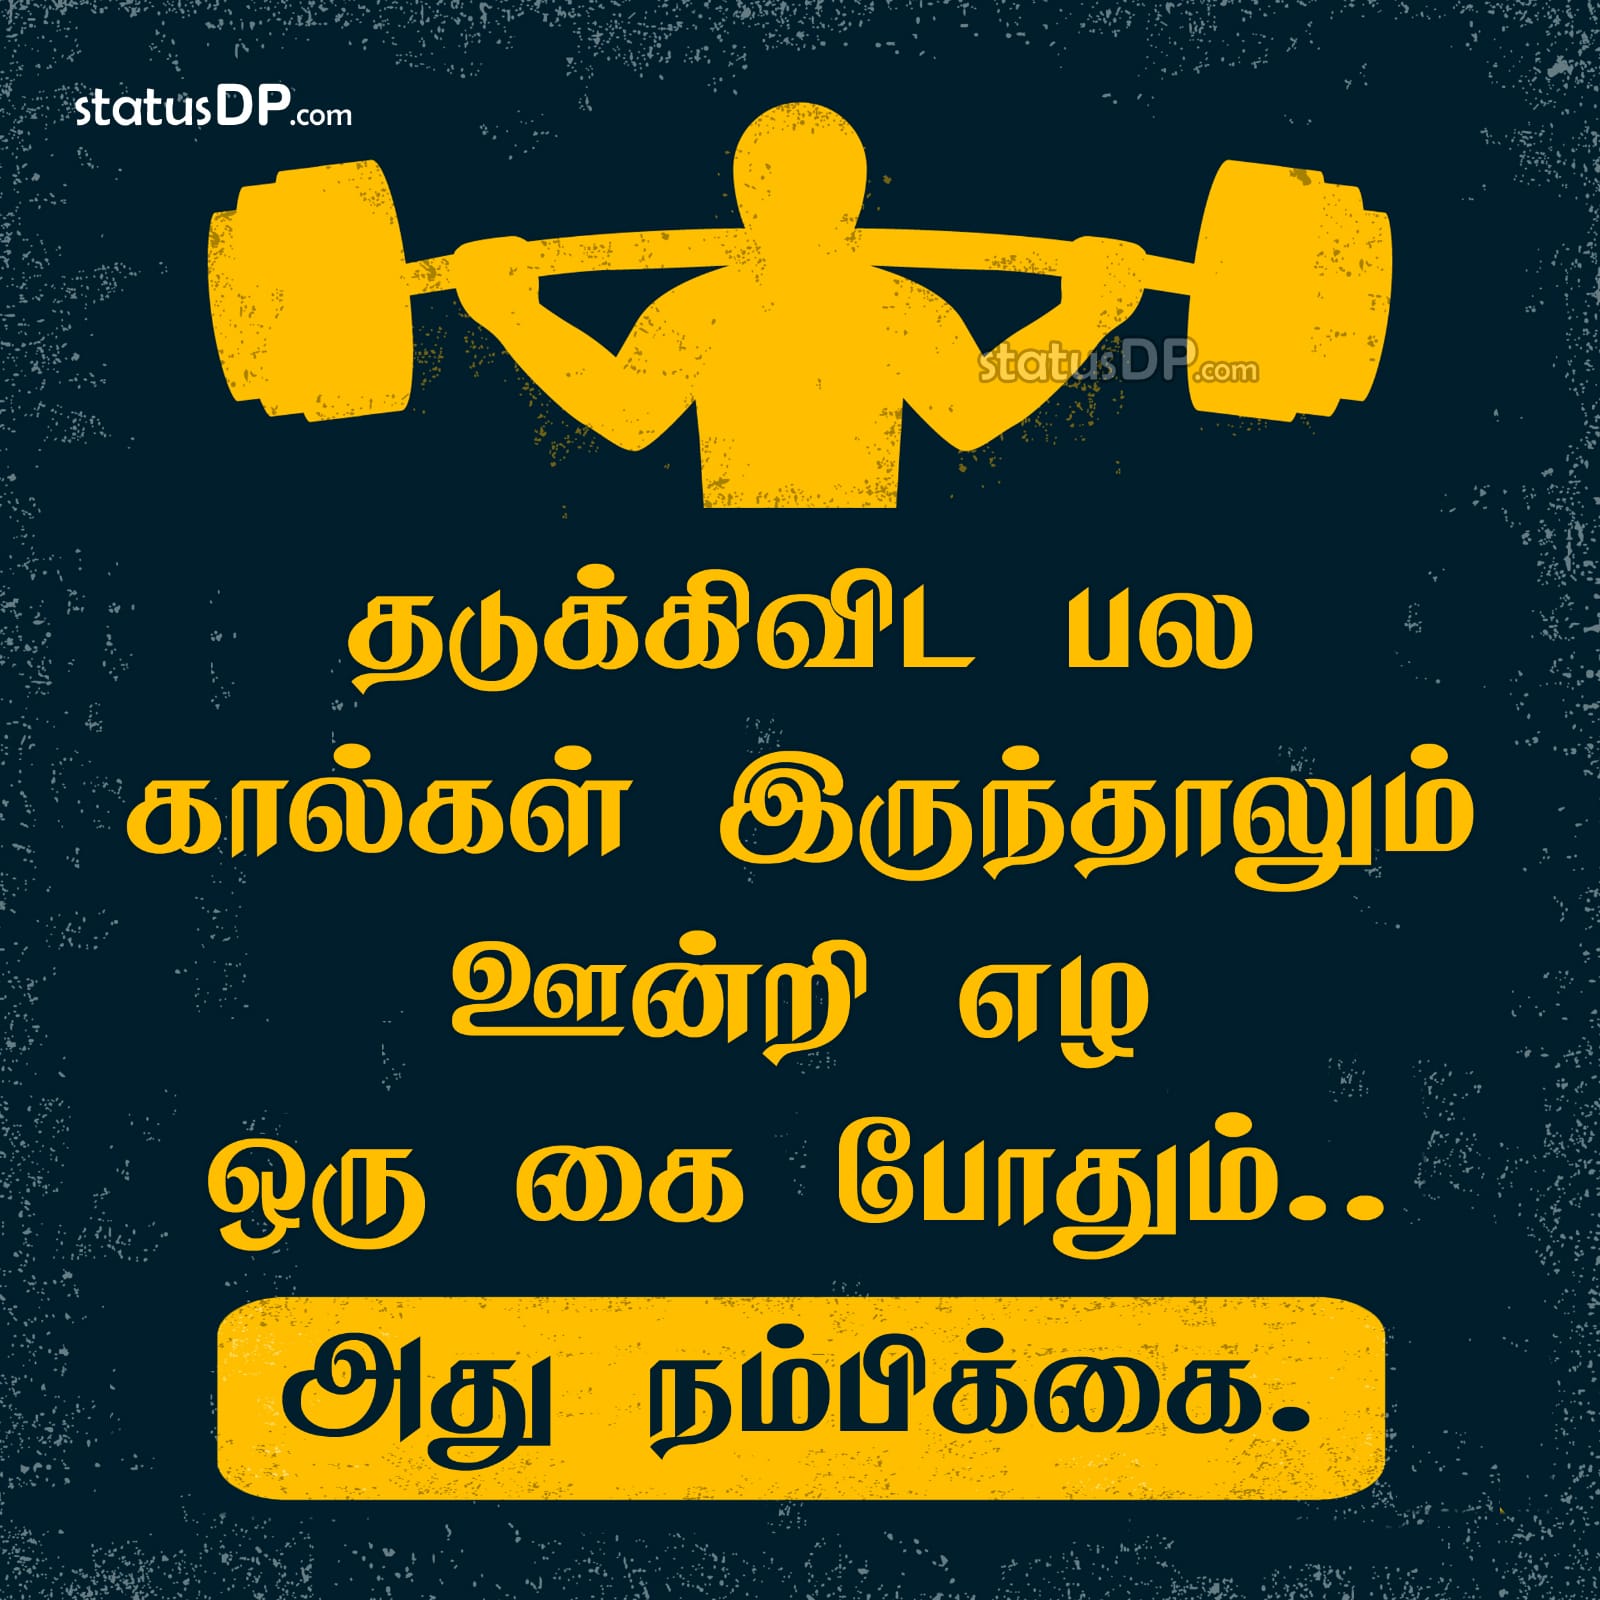 statusDP.com
statusDP.com
தடுக்கிவிட பல
கால்கள் இருந்தாலும்
ஊன்றி எழ
ஒரு கை போதும்..
அது நம்பிக்கை.